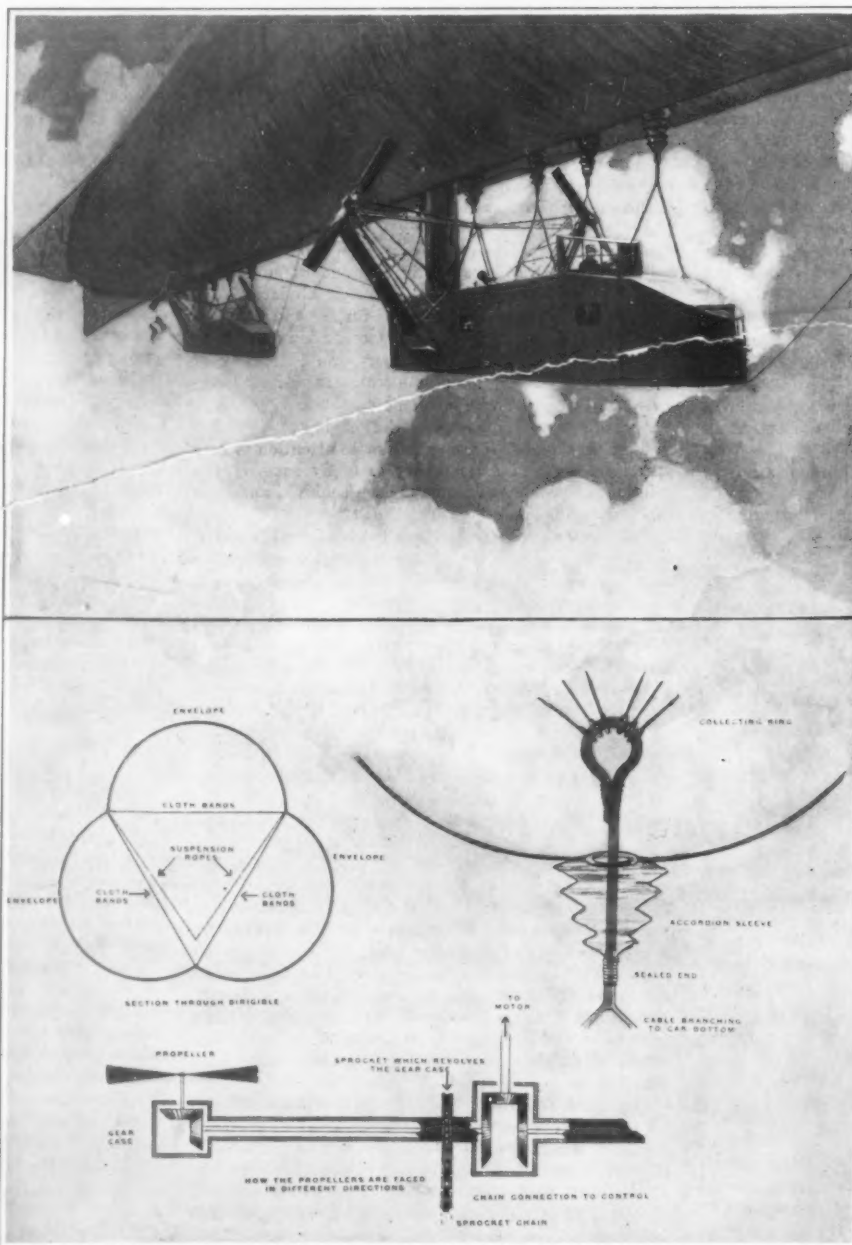 ENVELOPE
COLLECTING RING
CLOTH BANDS
SUSPENSION
ROPES
ENVELOPE
CLOTH
BANDS
CLOTH
BANDS
ENVELOPE
ACCORDION SLEEVE
SEALED END
SECTION THROUGH DIRIGIBLE
TO
MOTOR
CABLE BRANCHING
TO CAR BOTTOM
PROPELLER
SPROCKET WHICH REVOLVES
THE GEAR CASE
GEAR
CASE
HOW THE PROPELLERS ARE FACED
IN DIFFERENT DIRECTIONS
CHAIN CONNECTION TO CONTROL
SPROCKET CHAIN